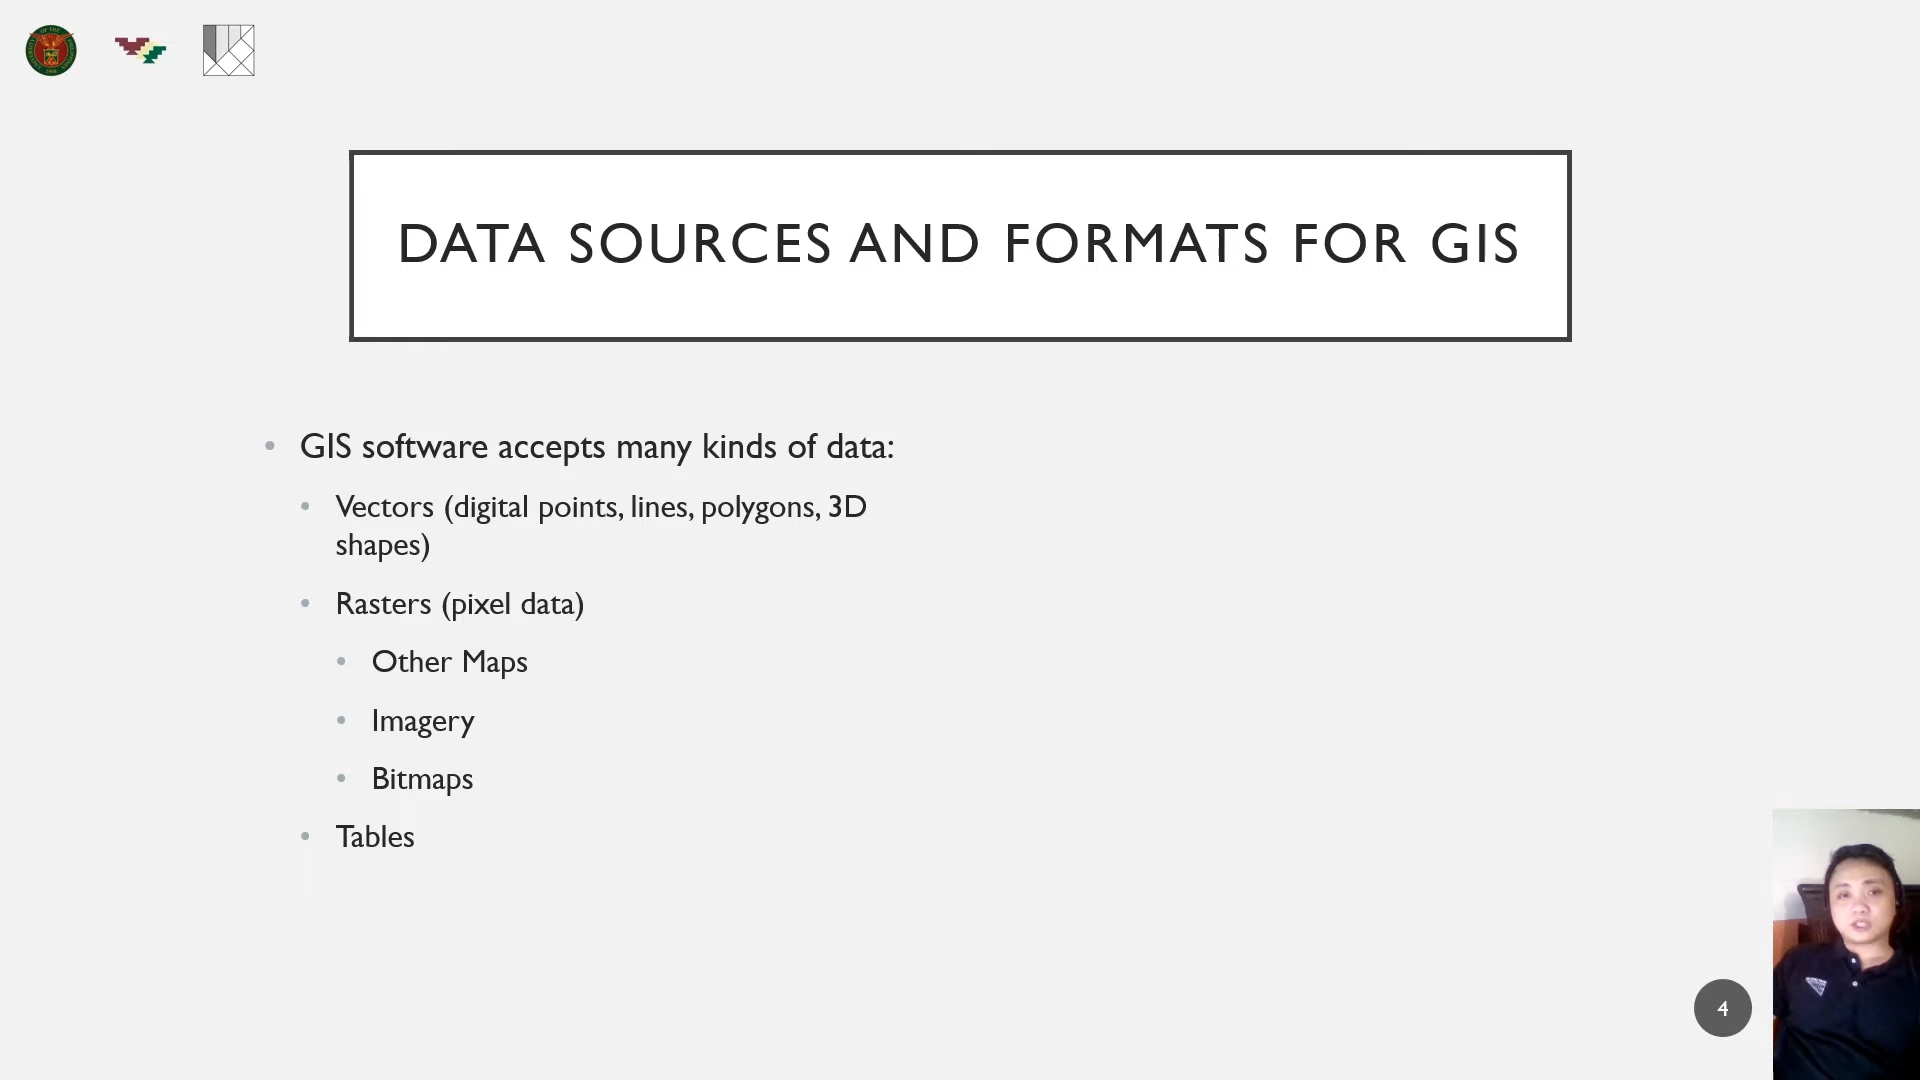 DATA SOURCES AND FORMATS FOR GIS
• GIS software accepts many kinds of data:
• Vectors (digital points, lines, polygons, 3D
shapes)
• Rasters (pixel data)
• Other Maps
• Imagery
• Bitmaps
• Tables
4